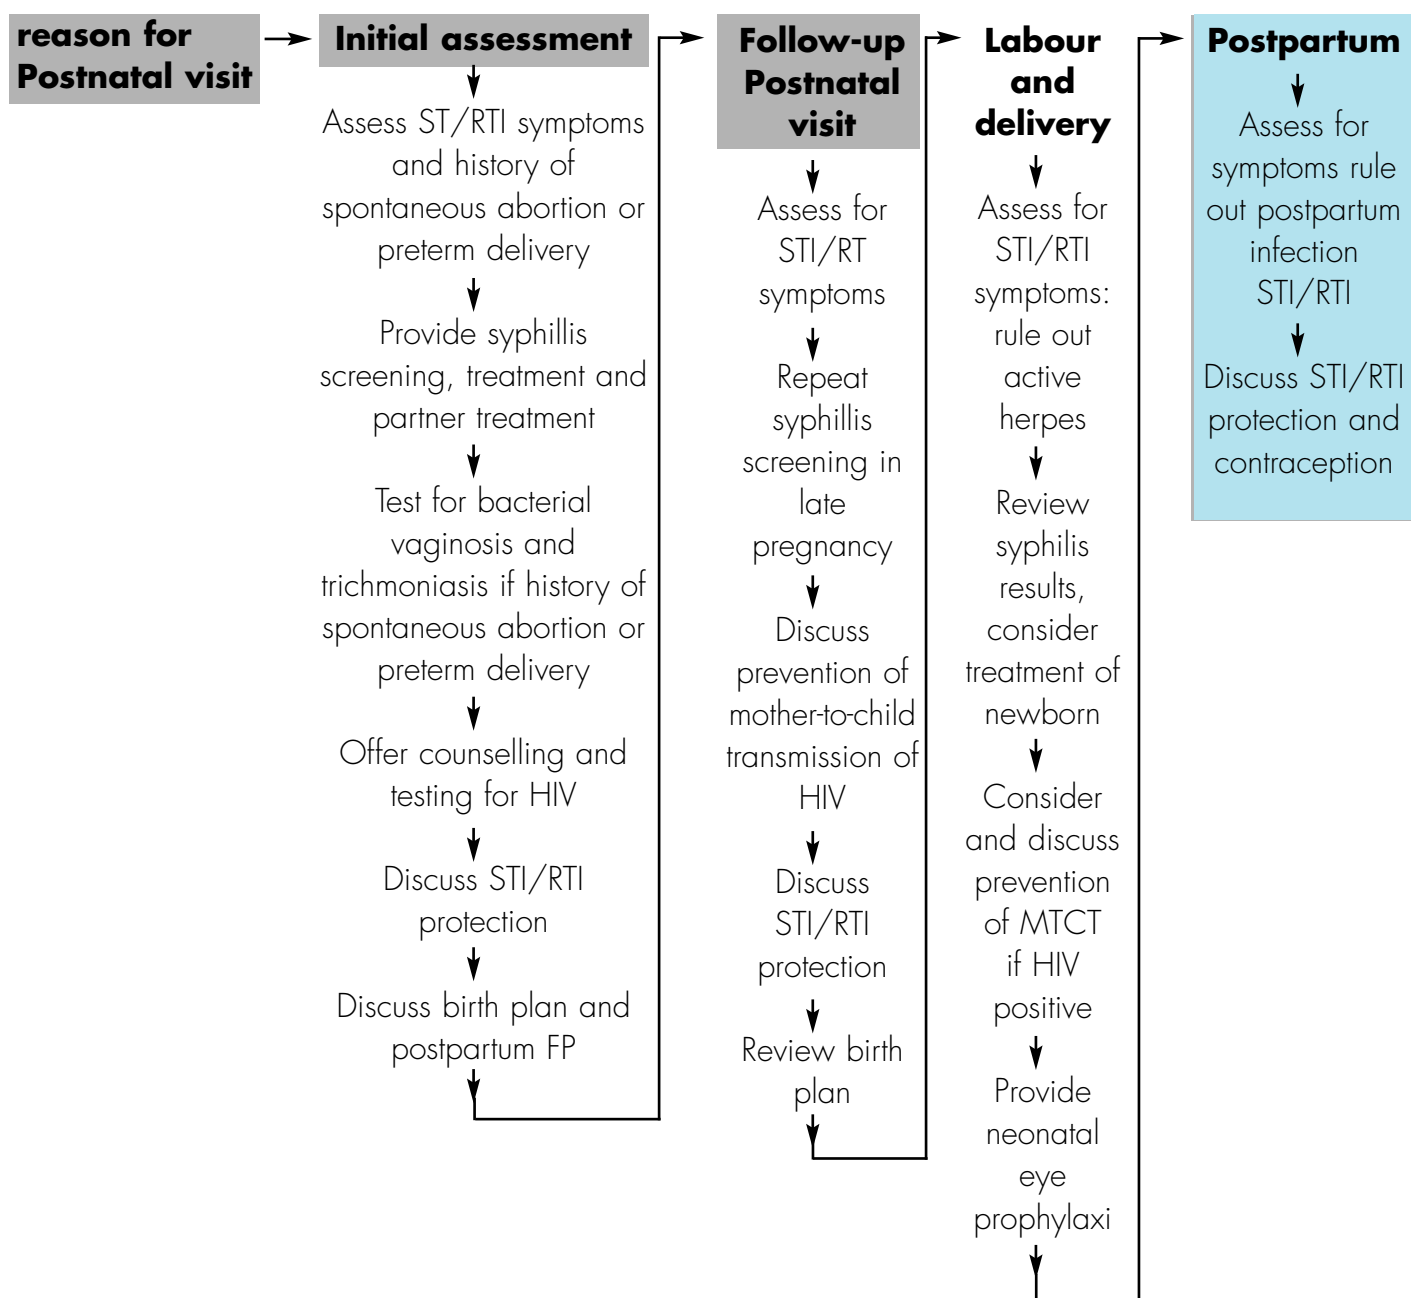 reason for
Postnatal visit
Initial assessment
Assess ST/RTI symptoms
and history of
spontaneous abortion or
preterm delivery
Provide syphillis
screening, treatment and
partner treatment
Test for bacterial
vaginosis and
trichmoniasis if history of
spontaneous abortion or
preterm delivery
Offer counselling and
testing for HIV
Discuss STI/RTI
protection
Discuss birth plan and
postpartum FP
Follow-up
Postnatal
visit
Assess for
STI/RT
symptoms
Repeat
syphillis
screening in
late
pregnancy
Discuss
prevention of
mother-to-child
transmission of
HIV
Discuss
STI/RTI
protection
Review birth
plan
Labour
and
delivery
Assess for
STI/RTI
symptoms:
rule out
active
herpes
Review
syphilis
results,
consider
treatment of
newborn
Consider
and discuss
prevention
of MTCT
if HIV
positive
Provide
neonatal
eye
prophylaxi
Postpartum
Assess for
symptoms rule
out postpartum
infection
STI/RTI
Discuss STI/RTI
protection and
contraception